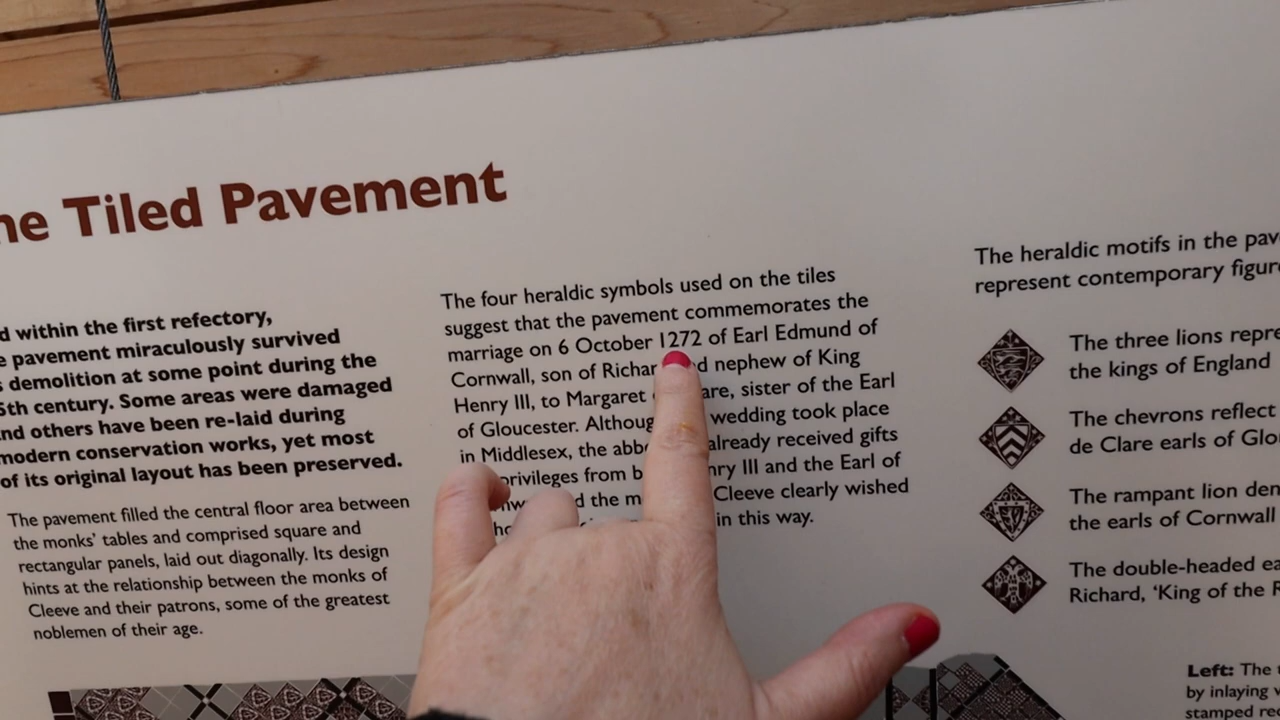 ne Tiled Pavement
d within the first refectory,
e pavement miraculously survived
s demolition at some point during the
5th century. Some areas were damaged
nd others have been re-laid during
modern conservation works, yet most
of its original layout has been preserved.
The pavement filled the central floor area between
the monks' tables and comprised square and
rectangular panels, laid out diagonally. Its design
hints at the relationship between the monks of
Cleeve and their patrons, some of the greatest
noblemen of their age.
The four heraldic symbols used on the tiles
suggest that the pavement commemorates the
marriage on 6 October 1272 of Earl Edmund of
Cornwall, son of Richar d nephew of King
Henry III, to Margaret are, sister of the Earl
of Gloucester. Althoug wedding took place
in Middlesex, the abb already received gifts
privileges from b nry III and the Earl of
nw d the m Cleeve clearly wished
in this way.
The heraldic motifs in the pav
represent contemporary figur
The three lions repre
the kings of England
The chevrons reflect
de Clare earls of Glo
The rampant lion den
the earls of Cornwall
The double-headed ea
Richard, 'King of the R
Left: The
by inlaying
stamped re